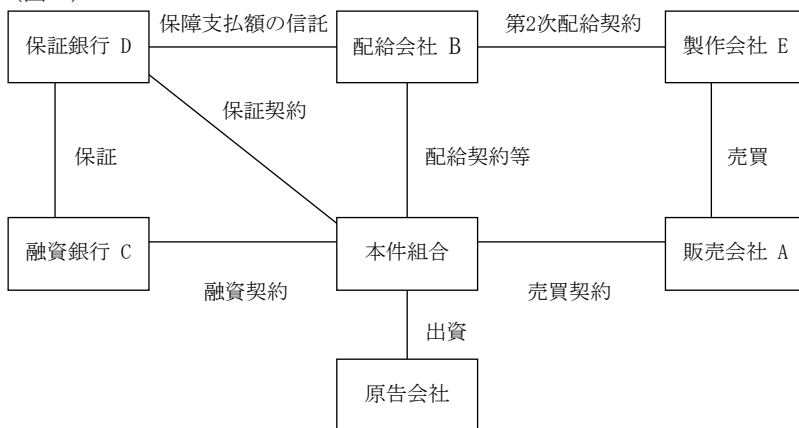 保障支払額の信託
第2次配給契約
保証銀行 D
配給会社 B
製作会社 E
保証契約
保証
配給契約等
売買
融資銀行 C
本件組合
販売会社 A
融資契約
売買契約
出資
原告会社